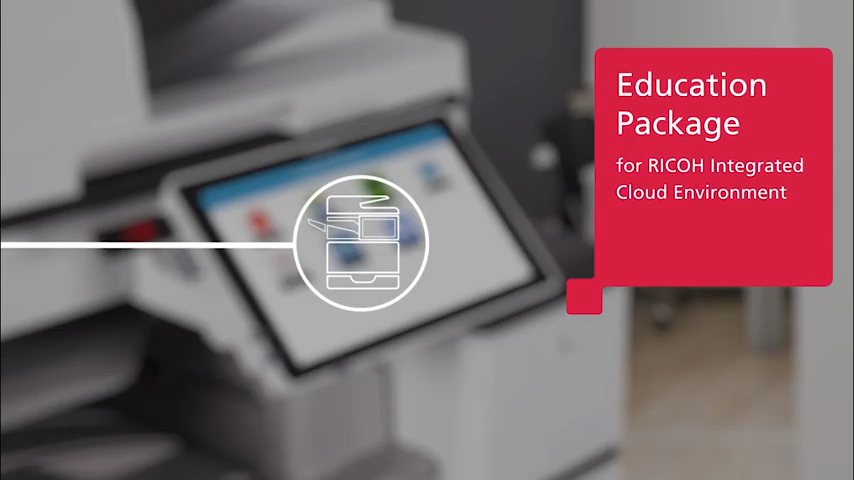 Education
Package
for RICOH Integrated
Cloud Environment